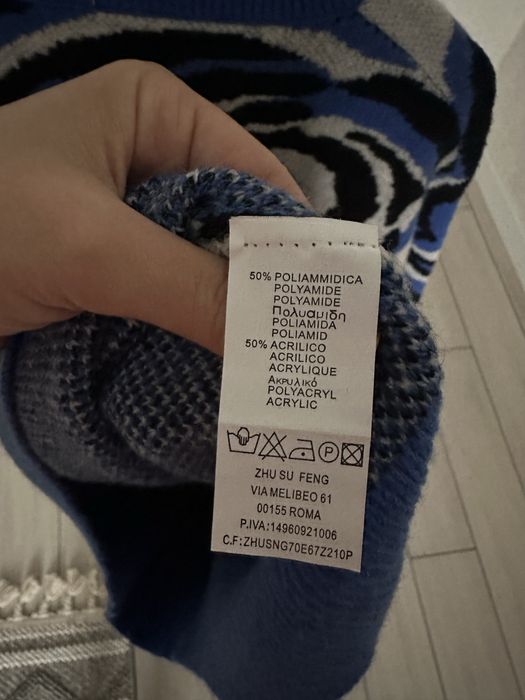 50% POLIAMMIDICA
POLYAMIDE
POLYAMIDE
Πολυαμιδη
POLIAMIDA
POLIAMID
50% ACRILICO
ACRILICO
ACRYLIQUE
Ακρυλικό
POLYACRYL
ACRYLIC
P
ZHU SU FENG
VIA MELIBEO 61
00155 ROMA
P.IVA:14960921006
C.F:ZHUSNG70E67Z210P